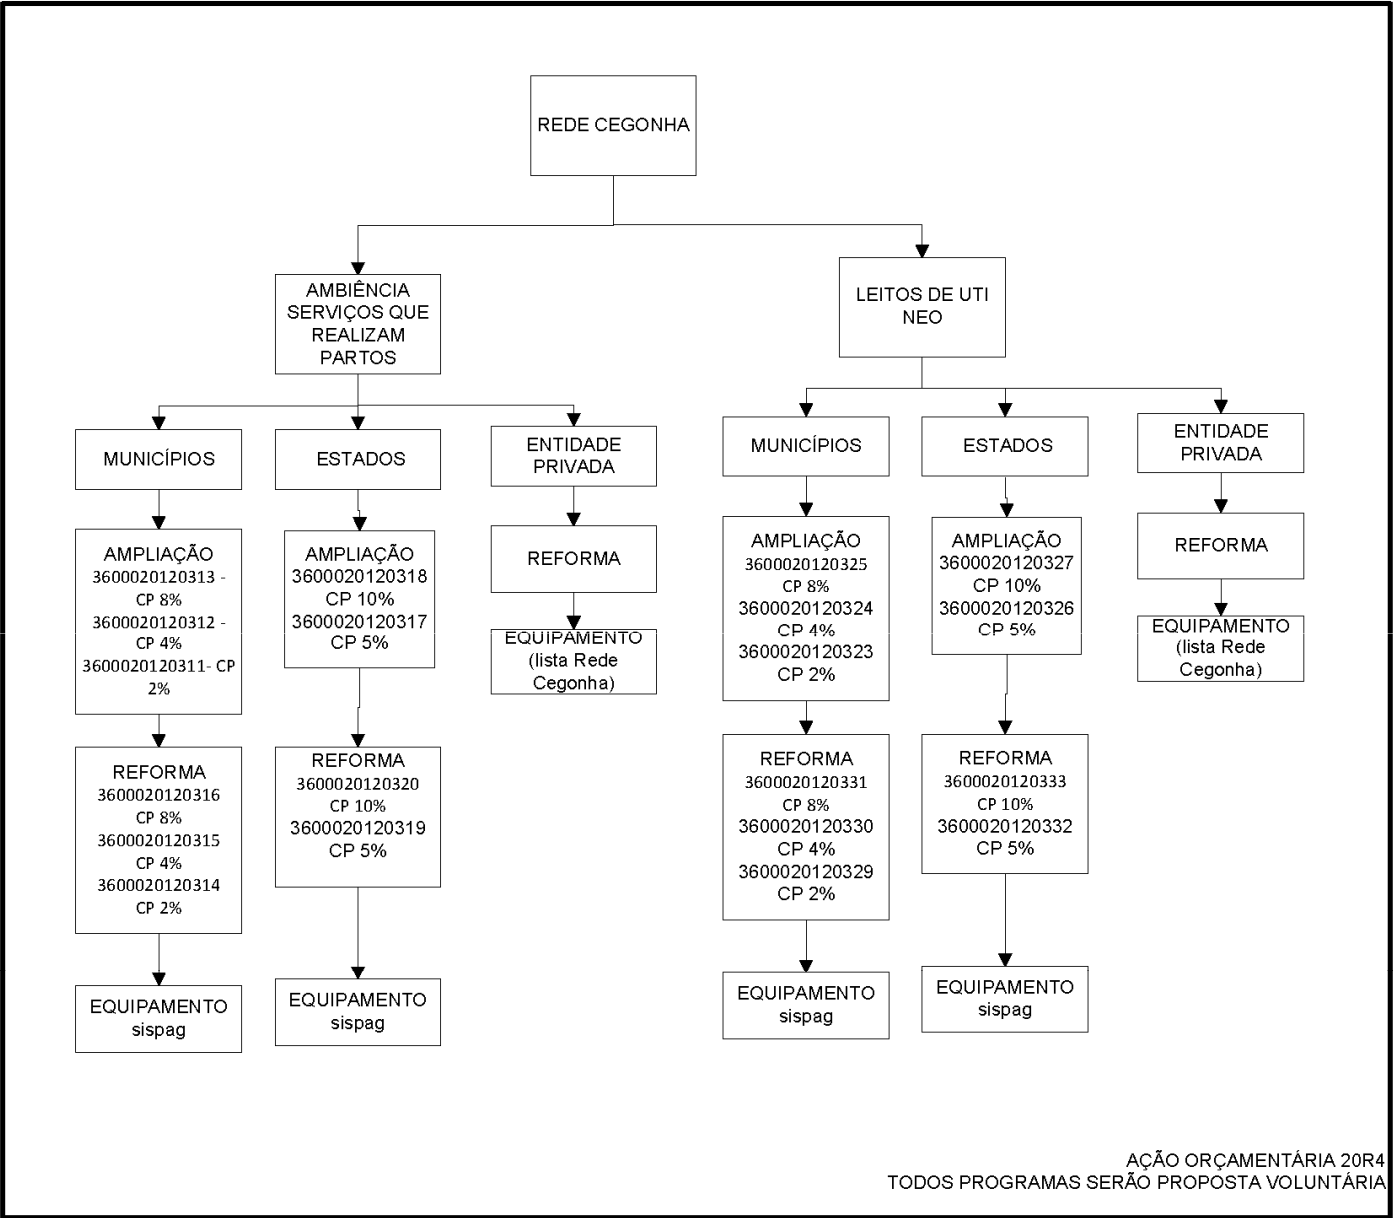 REDE CEGONHA
AMBIÊNCIA
SERVIÇOS QUE
REALIZAM
PARTOS
MUNICÍPIOS
AMPLIAÇÃO
3600020120313 -
CP 8%
3600020120312 -
CP 4%
3600020120311- CP
2%
REFORMA
3600020120316
CP 8%
3600020120315
CP 4%
3600020120314
CP 2%
EQUIPAMENTO
sispag
ESTADOS
AMPLIAÇÃO
3600020120318
CP 10%
3600020120317
CP 5%
REFORMA
3600020120320
CP 10%
3600020120319
CP 5%
EQUIPAMENTO
sispag
ENTIDADE
PRIVADA
REFORMA
EQUIPAMENTO
(lista Rede
Cegonha)
LEITOS DE UTI
NEO
MUNICÍPIOS
AMPLIAÇÃO
3600020120325
CP 8%
3600020120324
CP 4%
3600020120323
CP 2%
REFORMA
3600020120331
CP 8%
3600020120330
CP 4%
3600020120329
CP 2%
EQUIPAMENTO
sispag
ESTADOS
AMPLIAÇÃO
3600020120327
CP 10%
3600020120326
CP 5%
REFORMA
3600020120333
CP 10%
3600020120332
CP 5%
EQUIPAMENTO
sispag
ENTIDADE
PRIVADA
REFORMA
EQUIPAMENTO
(lista Rede
Cegonha)
AÇÃO ORÇAMENTÁRIA 20R4
TODOS PROGRAMAS SERÃO PROPOSTA VOLUNTÁRIA